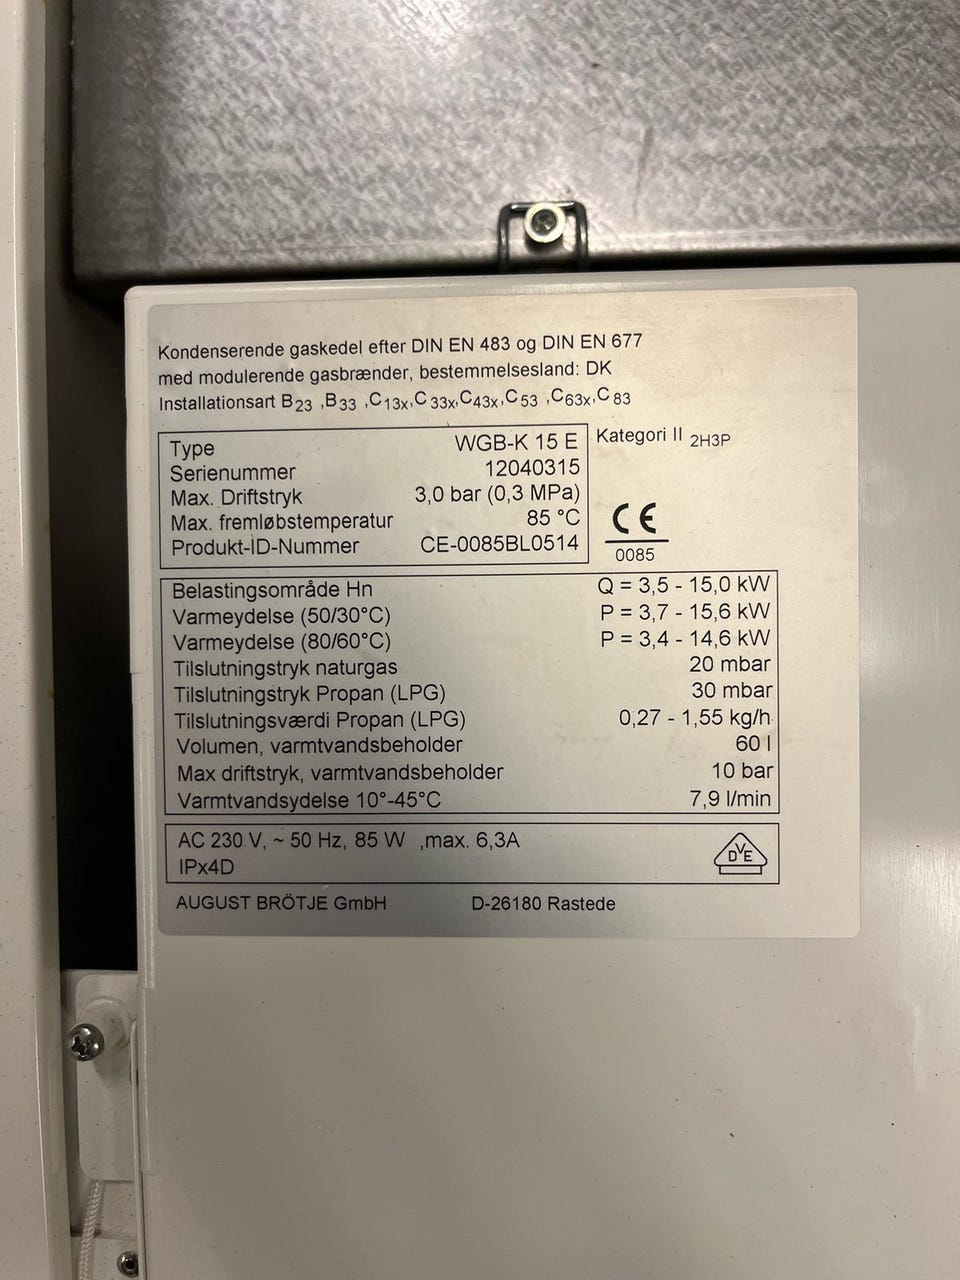 Kondenserende gaskedel efter DIN EN 483 og DIN EN 677
med modulerende gasbrænder, bestemmelsesland: DK
Installationsart B23 ,B33 ,C13x,C33x,C43x,C53 ,C63x,C83
Type WGB-K 15 E
Serienummer 12040315
Max. Driftstryk 3,0 bar (0,3 MPa)
Max. fremløbstemperatur 85 °C
Produkt-ID-Nummer CE-0085BL0514
Kategori II 2H3P
CE
0085
Belastingsområde Hn Q = 3,5 - 15,0 kW
Varmeydelse (50/30°C) P = 3,7 - 15,6 kW
Varmeydelse (80/60°C) P = 3,4 - 14,6 kW
Tilslutningstryk naturgas 20 mbar
Tilslutningstryk Propan (LPG) 30 mbar
Tilslutningsværdi Propan (LPG) 0,27 - 1,55 kg/h
Volumen, varmtvandsbeholder 60 l
Max driftstryk, varmtvandsbeholder 10 bar
Varmtvandsydelse 10°-45°C 7,9 l/min
AC 230 V, ~ 50 Hz, 85 W ,max. 6,3A
IPx4D
DVE
AUGUST BRÖTJE GmbH D-26180 Rastede